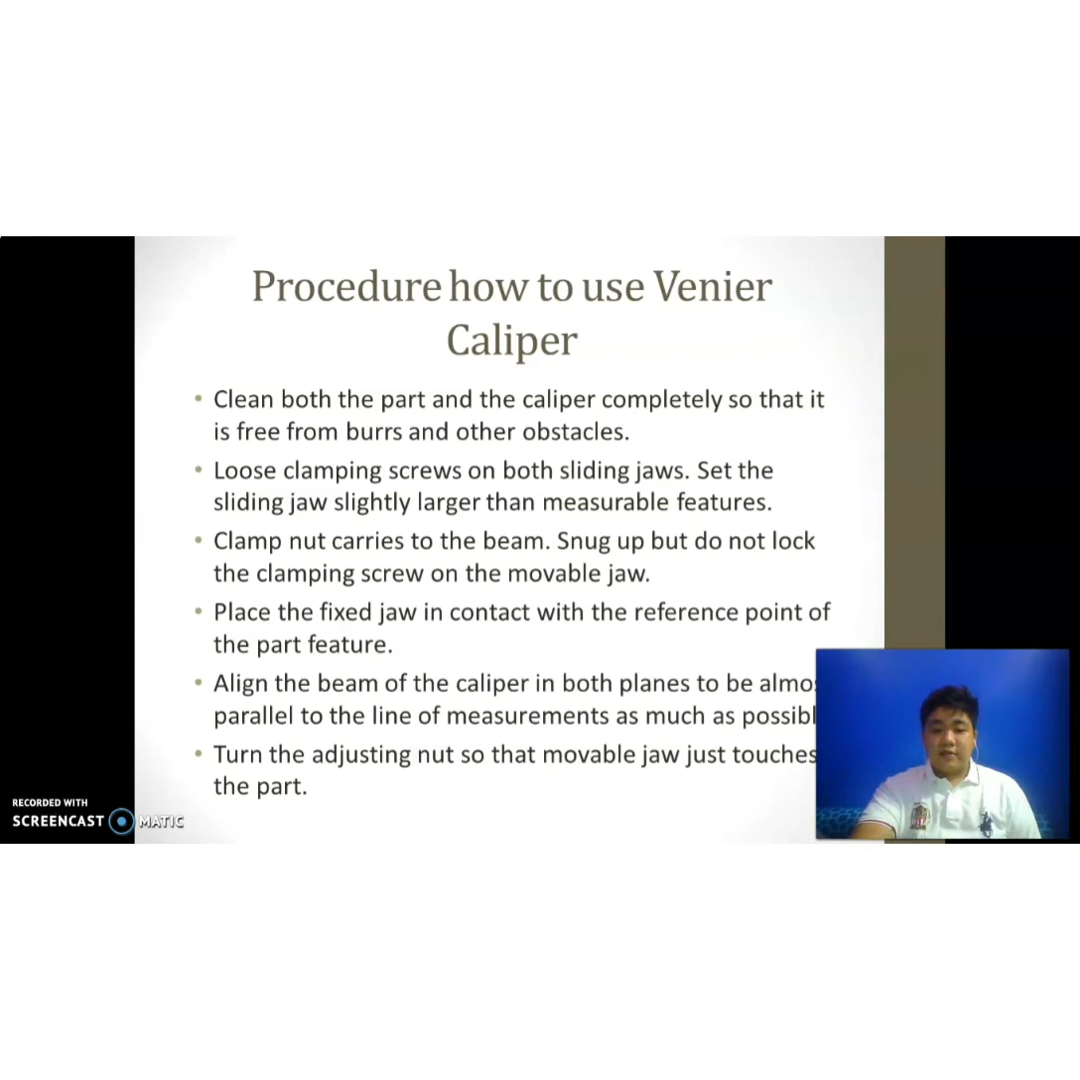 Procedure how to use Venier
Caliper
• Clean both the part and the caliper completely so that it
is free from burrs and other obstacles.
• Loose clamping screws on both sliding jaws. Set the
sliding jaw slightly larger than measurable features.
• Clamp nut carries to the beam. Snug up but do not lock
the clamping screw on the movable jaw.
• Place the fixed jaw in contact with the reference point of
the part feature.
• Align the beam of the caliper in both planes to be
parallel to the line of measurements as much as
• Turn the adjusting nut so that movable jaw just touches
the part.
RECORDED WITH
SCREENCAST MATIC